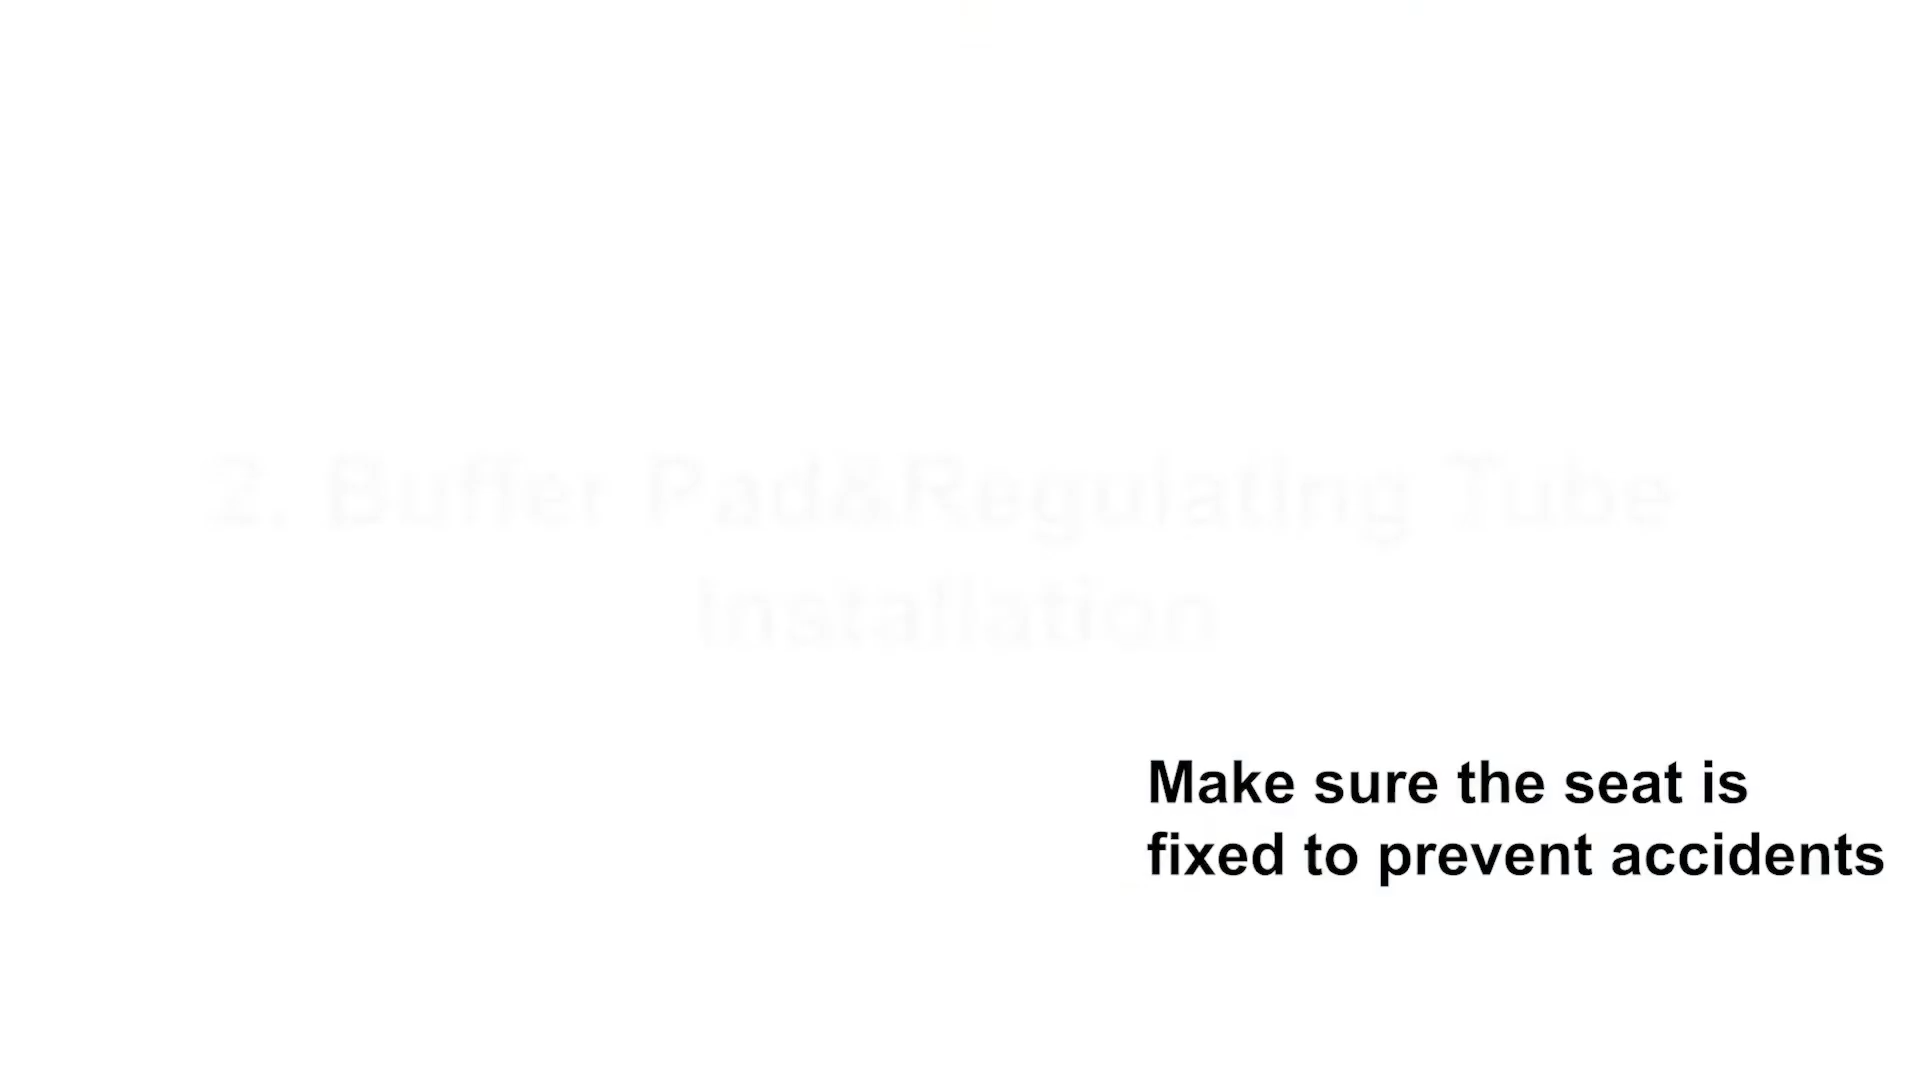 2. Buffer Pad&Regulating Tube
Installation
Make sure the seat is
fixed to prevent accidents